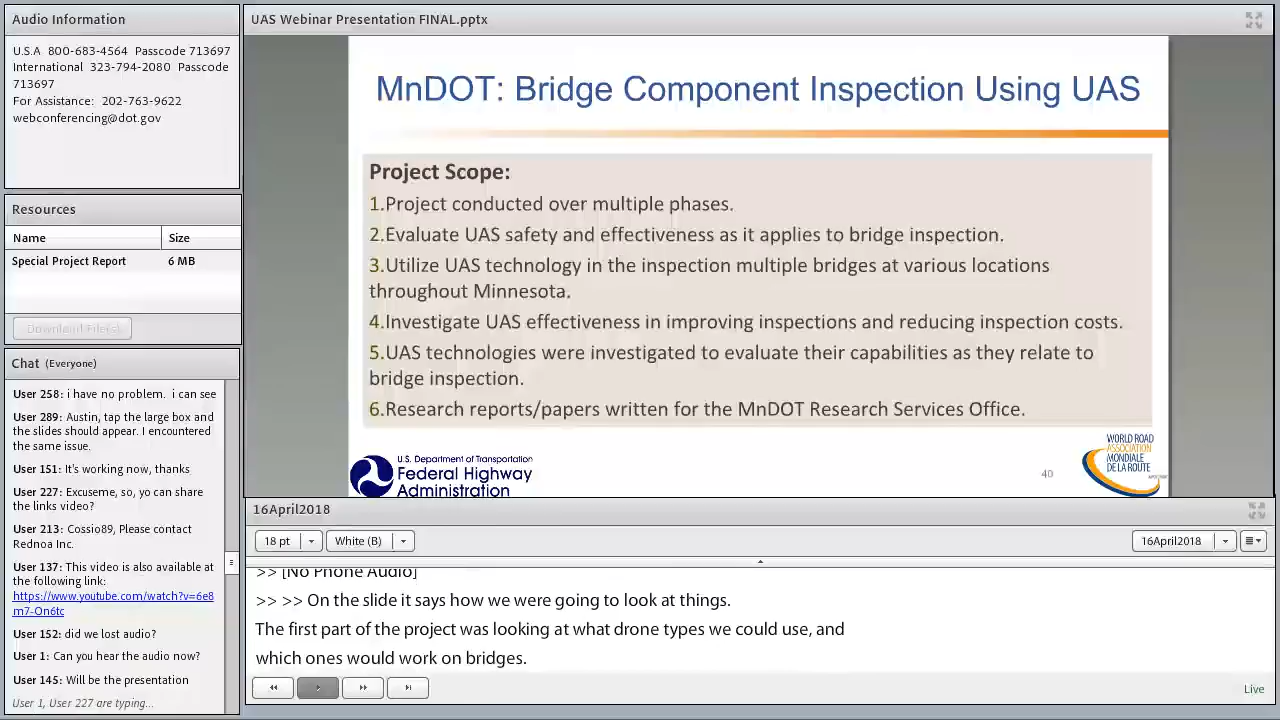 Audio Information
U.S.A 800-683-4564 Passcode 713697
International 323-794-2080 Passcode
713697
For Assistance: 202-763-9622
webconferencing@dot.gov
Resources
Name Size
Special Project Report 6 MB
Download File(s)
Chat (Everyone)
User 258: i have no problem. i can see
User 289: Austin, tap the large box and
the slides should appear. I encountered
the same issue.
User 151: It's working now, thanks
User 227: Excuseme, so, yo can share
the links video?
User 213: Cossio89, Please contact
Rednoa Inc.
User 137: This video is also available at
the following link:
https://www.youtube.com/watch?v=6e8
m7-On6tc
User 152: did we lost audio?
User 1: Can you hear the audio now?
User 145: Will be the presentation
User 1, User 227 are typing...
UAS Webinar Presentation FINAL.pptx
MnDOT: Bridge Component Inspection Using UAS
Project Scope:
1.Project conducted over multiple phases.
2.Evaluate UAS safety and effectiveness as it applies to bridge inspection.
3.Utilize UAS technology in the inspection multiple bridges at various locations
throughout Minnesota.
4.Investigate UAS effectiveness in improving inspections and reducing inspection costs.
5.UAS technologies were investigated to evaluate their capabilities as they relate to
bridge inspection.
6.Research reports/papers written for the MnDOT Research Services Office.
U.S. Department of Transportation
Federal Highway
Administration
40
WORLD ROAD
ASSOCIATION
MONDIALE
DE LA ROUTE
16April2018
18 pt White (B) 16April2018
>> [No Phone Audio]
>> >> On the slide it says how we were going to look at things.
The first part of the project was looking at what drone types we could use, and
which ones would work on bridges.
Live